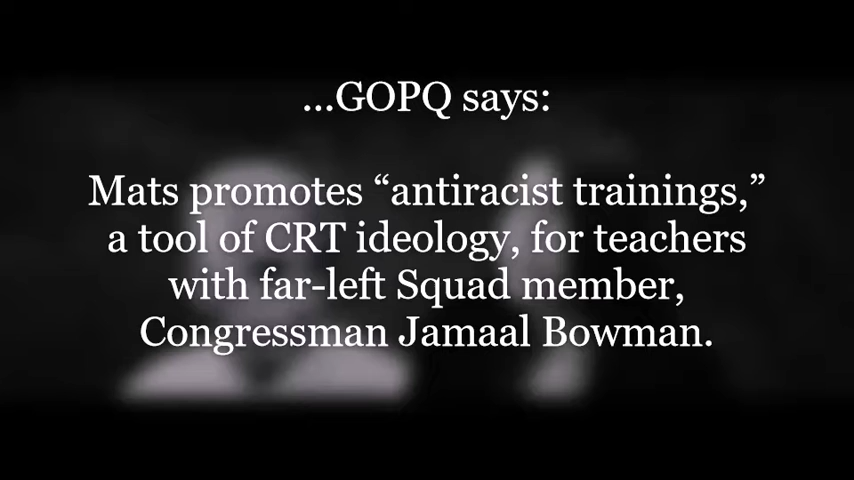 ...GOPQ says:
Mats promotes “antiracist trainings,”
a tool of CRT ideology, for teachers
with far-left Squad member,
Congressman Jamaal Bowman.